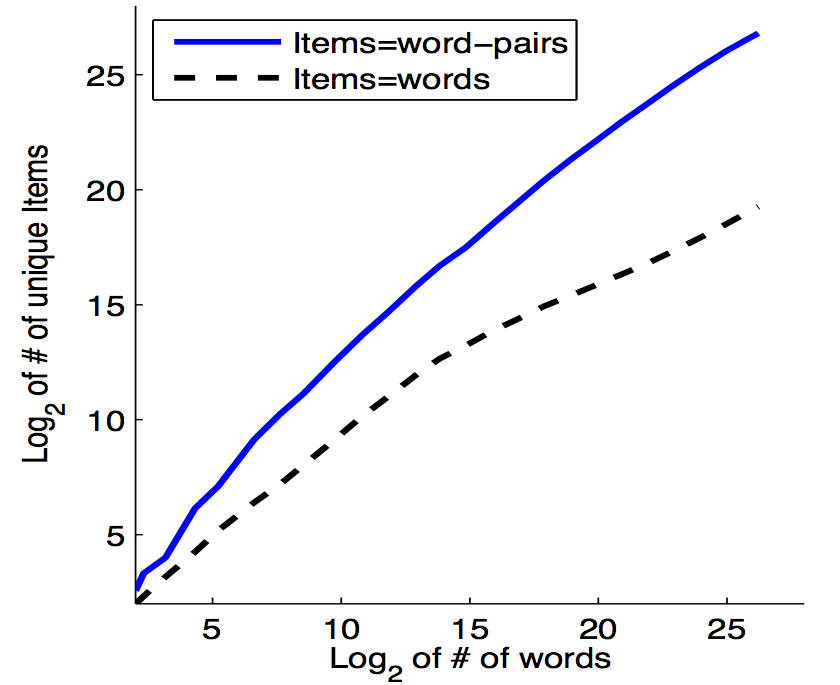 Items=word-pairs
Items=words
25
20
15
10
5
Log2 of # of unique Items
5 10 15 20 25
Log2 of # of words